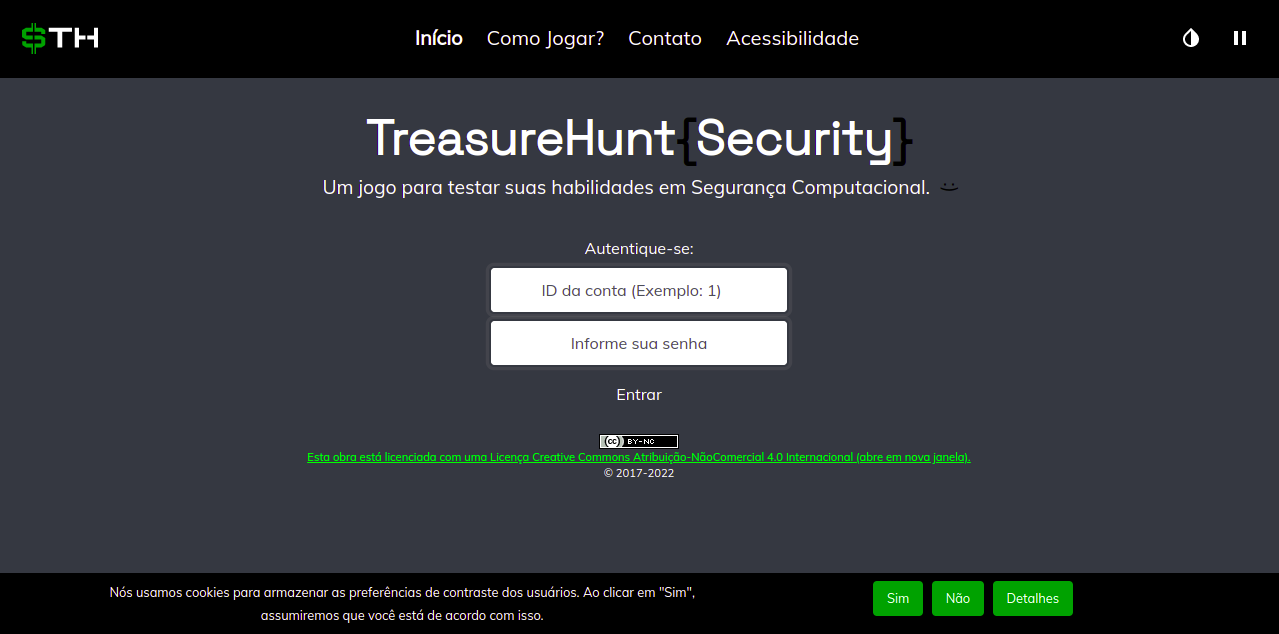 $TH
Início Como Jogar? Contato Acessibilidade
TreasureHunt{Security}
Um jogo para testar suas habilidades em Segurança Computacional.
Autentique-se:
ID da conta (Exemplo: 1)
Informe sua senha
Entrar
cc BY-NC
Esta obra está licenciada com uma Licença Creative Commons Atribuição-NãoComercial 4.0 Internacional (abre em nova janela).
© 2017-2022
Nós usamos cookies para armazenar as preferências de contraste dos usuários. Ao clicar em "Sim",
assumiremos que você está de acordo com isso.
Sim Não Detalhes